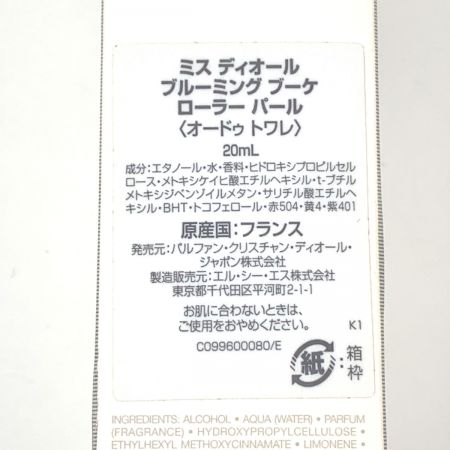 ミス ディオール
ブルーミング ブーケ
ローラー パール
〈オードゥ トワレ〉
20mL
成分:エタノール・水・香料・ヒドロキシプロピルセル
ロース・メトキシケイヒ酸エチルヘキシル・t-ブチル
メトキシジベンゾイルメタン・サリチル酸エチルヘ
キシル・BHT・トコフェロール・赤504・黄4・紫401
原産国:フランス
発売元:パルファン・クリスチャン・ディオール・
ジャポン株式会社
製造販売元:エル・シー・エス株式会社
東京都千代田区平河町2-1-1
お肌に合わないときは、
ご使用をおやめください。
K1
C099600080/E
紙:箱
枠
INGREDIENTS: ALCOHOL • AQUA (WATER) • PARFUM
(FRAGRANCE) • HYDROXYPROPYLCELLULOSE •
ETHYLHEXYL METHOXYCINNAMATE • LIMONENE •